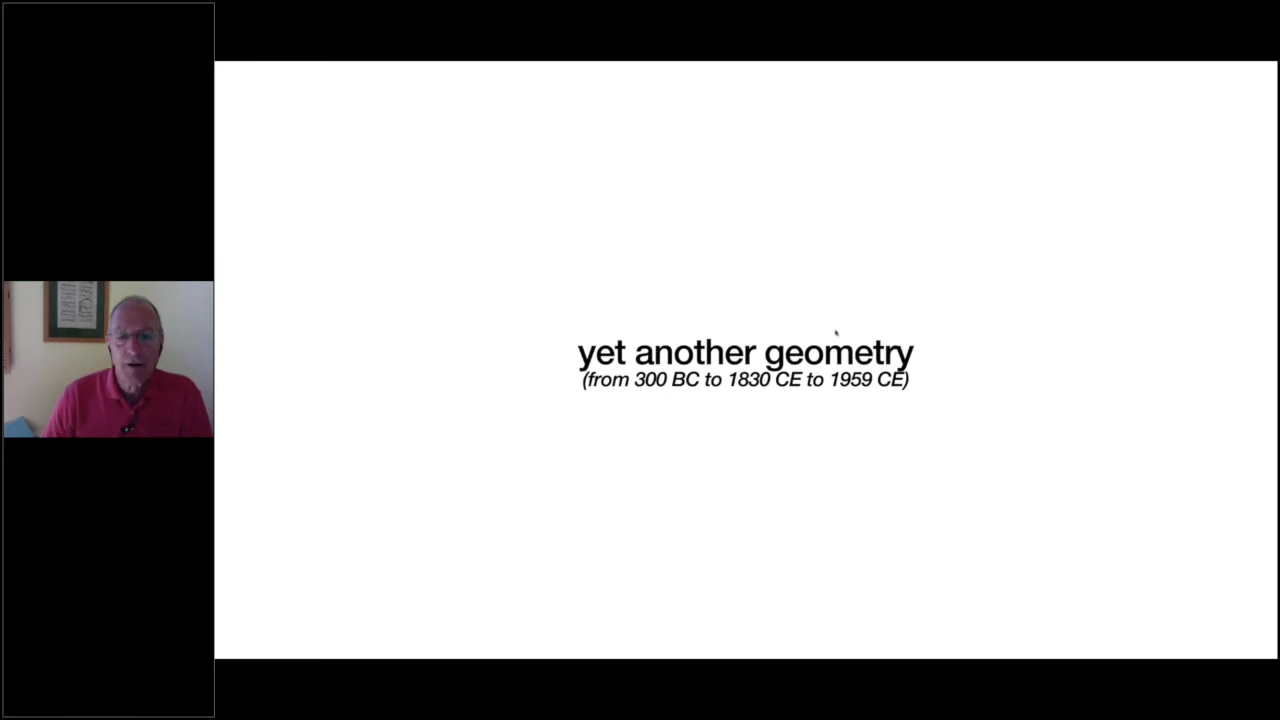 yet another geometry
(from 300 BC to 1830 CE to 1959 CE)